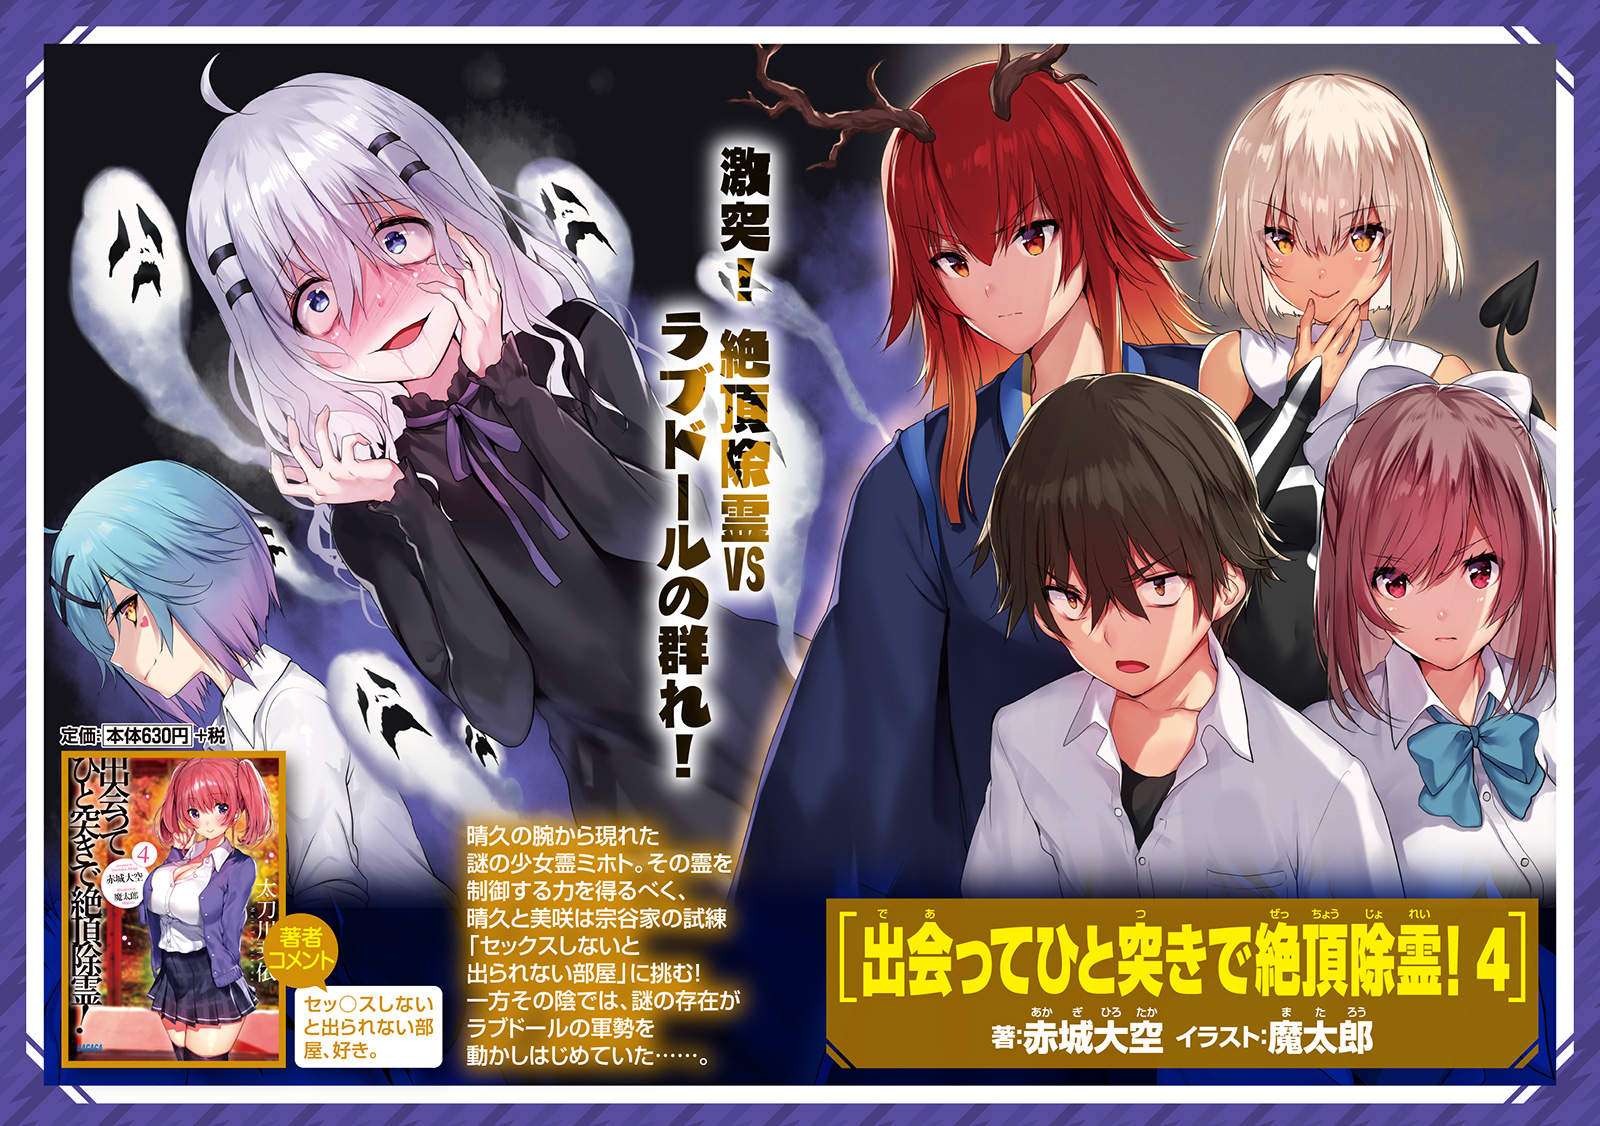 激突！ 絶頂除霊VS
ラブドールの群れ！
定価:本体630円+税
出会って
ひと突きで絶頂除霊！
4
赤城大空
魔太郎
GAGAGA
著者
コメント
セッ○スしない
と出られない部
屋、好き。
晴久の腕から現れた
謎の少女霊ミホト。その霊を
制御する力を得るべく、
晴久と美咲は宗谷家の試練
「セックスしないと
出られない部屋」に挑む！
一方その陰では、謎の存在が
ラブドールの軍勢を
動かしはじめていた……。
で あ つ ぜっ ちょう じょ れい
[出会ってひと突きで絶頂除霊！ 4]
あか ぎ ひろ たか ま た ろう
著:赤城大空 イラスト:魔太郎